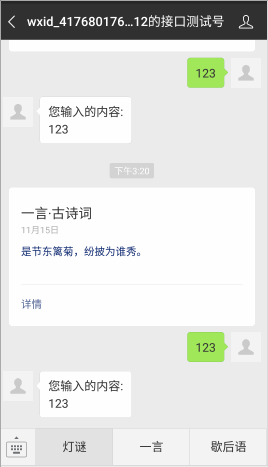 wxid_417680176...12的接口测试号
123
您输入的内容:
123
下午3:20
一言·古诗词
11月15日
是节东篱菊，纷披为谁秀。
详情
123
您输入的内容:
123
灯谜
一言
歇后语